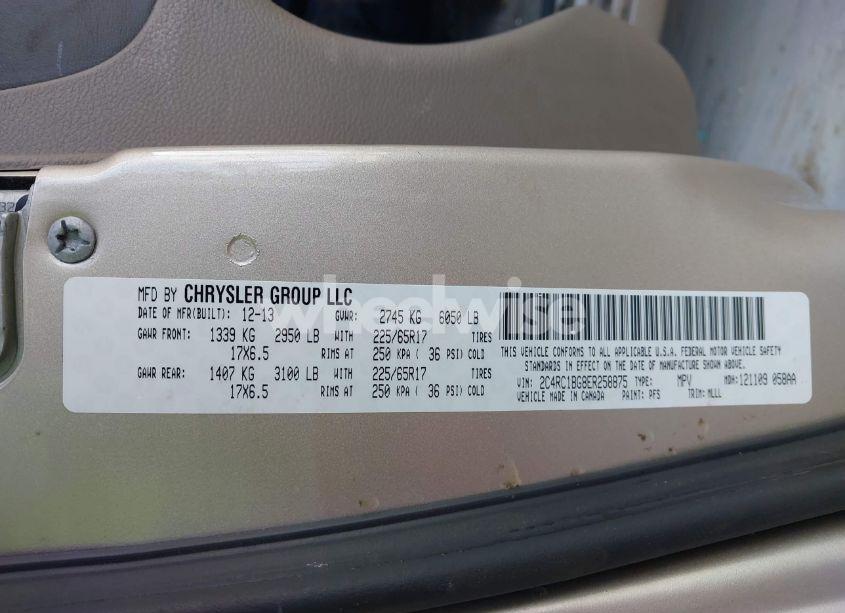 MFD BY CHRYSLER GROUP LLC
DATE OF MFR(BUILT): 12-13 GVWR: 2745 KG 6050 LB
GAWR FRONT: 1339 KG 2950 LB WITH 225/65R17 TIRES
17X6.5 RIMS AT 250 KPA ( 36 PSI) COLD
GAWR REAR: 1407 KG 3100 LB WITH 225/65R17 TIRES
17X6.5 RIMS AT 250 KPA ( 36 PSI) COLD
THIS VEHICLE CONFORMS TO ALL APPLICABLE U.S.A. FEDERAL MOTOR VEHICLE SAFETY
STANDARDS IN EFFECT ON THE DATE OF MANUFACTURE SHOWN ABOVE.
VIN: 2C4RC1BG8ER258875 TYPE: MPV MDH: 121109 058AA
VEHICLE MADE IN CANADA PAINT: PFS TRIM: MLLL
wheelwise